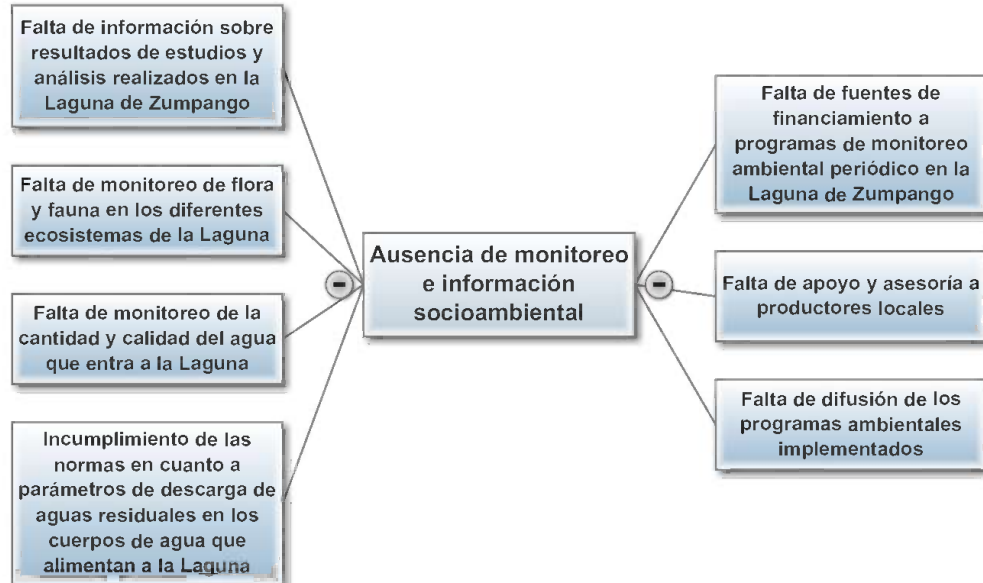 Falta de información sobre
resultados de estudios y
análisis realizados en la
Laguna de Zumpango
Falta de monitoreo de flora
y fauna en los diferentes
ecosistemas de la Laguna
Falta de monitoreo de la
cantidad y calidad del agua
que entra a la Laguna
Incumplimiento de las
normas en cuanto a
parámetros de descarga de
aguas residuales en los
cuerpos de agua que
alimentan a la Laguna
Ausencia de monitoreo
e información
socioambiental
Falta de fuentes de
financiamiento a
programas de monitoreo
ambiental periódico en la
Laguna de Zumpango
Falta de apoyo y asesoría a
productores locales
Falta de difusión de los
programas ambientales
implementados